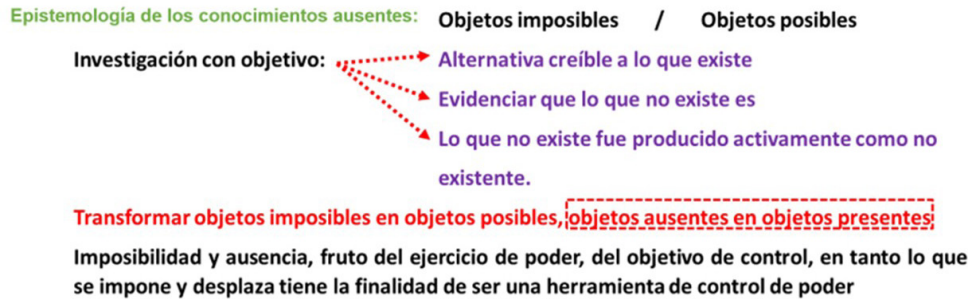 Epistemología de los conocimientos ausentes: Objetos imposibles / Objetos posibles
Investigación con objetivo: Alternativa creíble a lo que existe
Evidenciar que lo que no existe es
Lo que no existe fue producido activamente como no
existente.
Transformar objetos imposibles en objetos posibles, objetos ausentes en objetos presentes
Imposibilidad y ausencia, fruto del ejercicio de poder, del objetivo de control, en tanto lo que
se impone y desplaza tiene la finalidad de ser una herramienta de control de poder